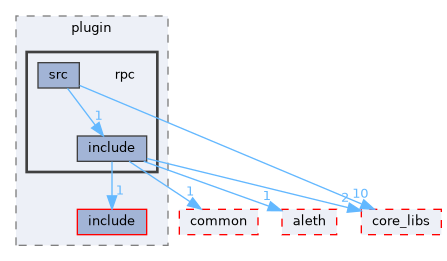 plugin
src
rpc
1
include
1
1
1
2
10
include
common
aleth
core_libs